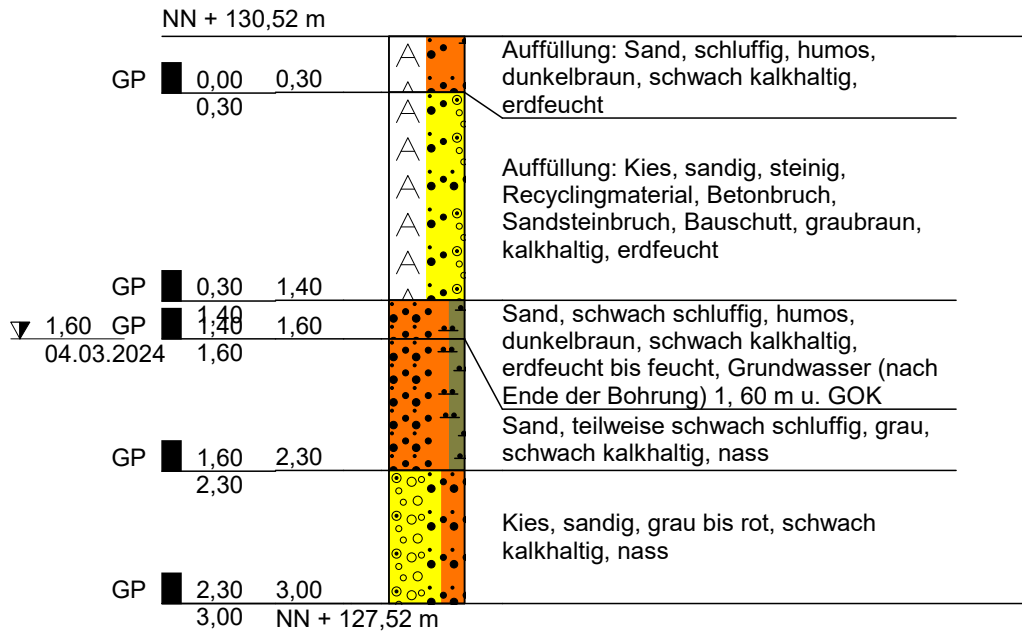 NN + 130,52 m
Auffüllung: Sand, schluffig, humos,
dunkelbraun, schwach kalkhaltig,
erdfeucht
GP 0,00 0,30
0,30
Auffüllung: Kies, sandig, steinig,
Recyclingmaterial, Betonbruch,
Sandsteinbruch, Bauschutt, graubraun,
kalkhaltig, erdfeucht
GP 0,30 1,40
1,40
Sand, schwach schluffig, humos,
dunkelbraun, schwach kalkhaltig,
erdfeucht bis feucht, Grundwasser (nach
Ende der Bohrung) 1, 60 m u. GOK
1,60 GP 1,40 1,60
04.03.2024 1,60
Sand, teilweise schwach schluffig, grau,
schwach kalkhaltig, nass
GP 1,60 2,30
2,30
Kies, sandig, grau bis rot, schwach
kalkhaltig, nass
GP 2,30 3,00
3,00 NN + 127,52 m